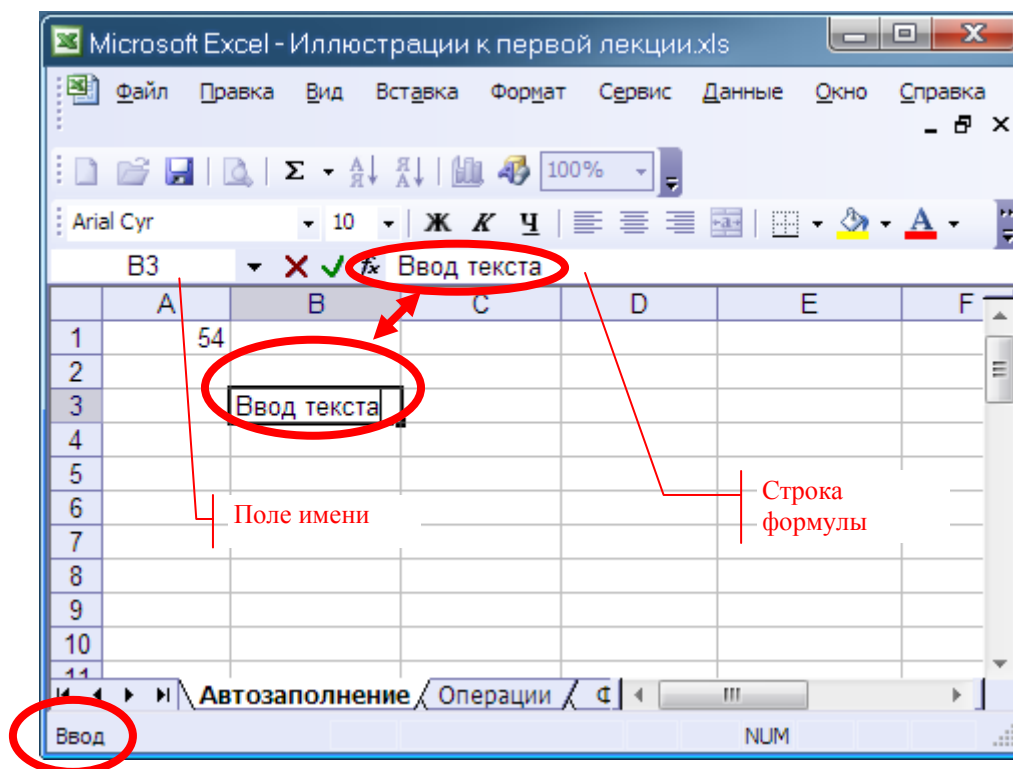 Microsoft Excel - Иллюстрации к первой лекции.xls
Файл Правка Вид Вставка Формат Сервис Данные Окно Справка
Σ А Я Я А 100%
Arial Cyr 10 Ж К Ч a А
B3 fx Ввод текста
A B C D E F
1 54
2
3 Ввод текста
4
5
6
7
8
9
10
11
Поле имени
Строка
формулы
Автозаполнение Операции
Ввод NUM